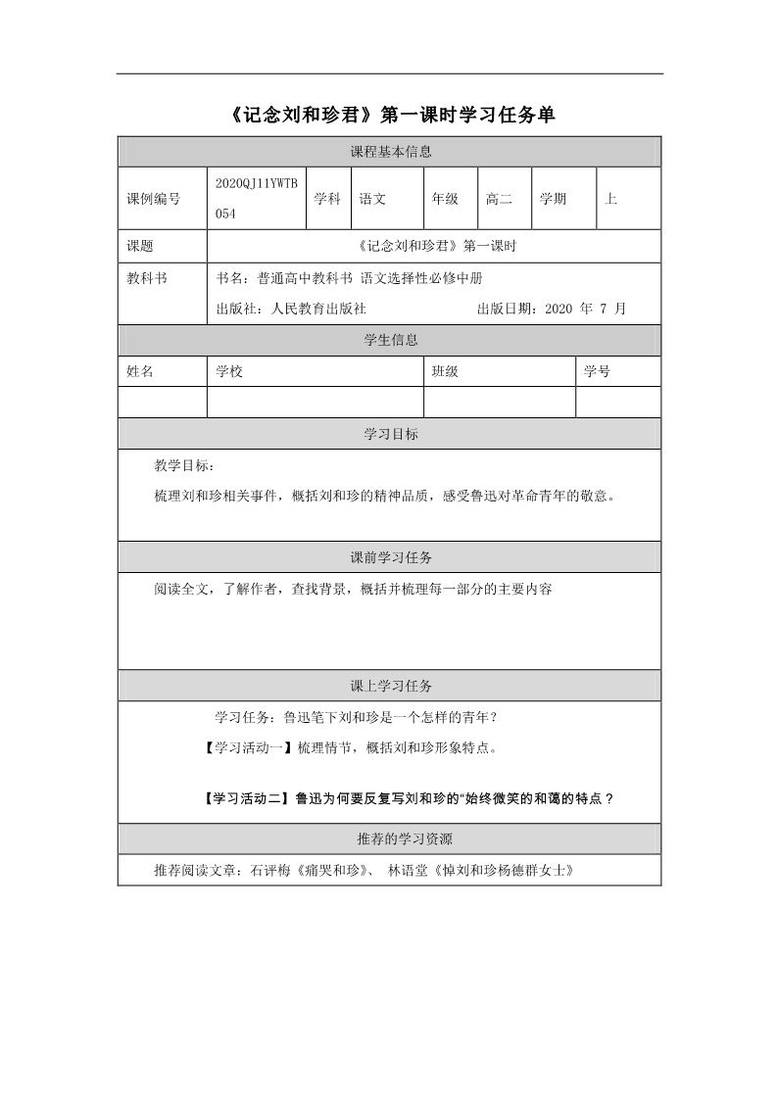 《记念刘和珍君》第一课时学习任务单
课程基本信息
课例编号 2020QJ11YWTB054 学科 语文 年级 高二 学期 上
课题 《记念刘和珍君》第一课时
教科书 书名：普通高中教科书 语文选择性必修中册
出版社：人民教育出版社 出版日期：2020 年 7 月
学生信息
姓名 学校 班级 学号
学习目标
教学目标：
梳理刘和珍相关事件，概括刘和珍的精神品质，感受鲁迅对革命青年的敬意。
课前学习任务
阅读全文，了解作者，查找背景，概括并梳理每一部分的主要内容
课上学习任务
学习任务：鲁迅笔下刘和珍是一个怎样的青年？
【学习活动一】梳理情节，概括刘和珍形象特点。
【学习活动二】鲁迅为何要反复写刘和珍的“始终微笑的和蔼的特点？
推荐的学习资源
推荐阅读文章：石评梅《痛哭和珍》、 林语堂《悼刘和珍杨德群女士》